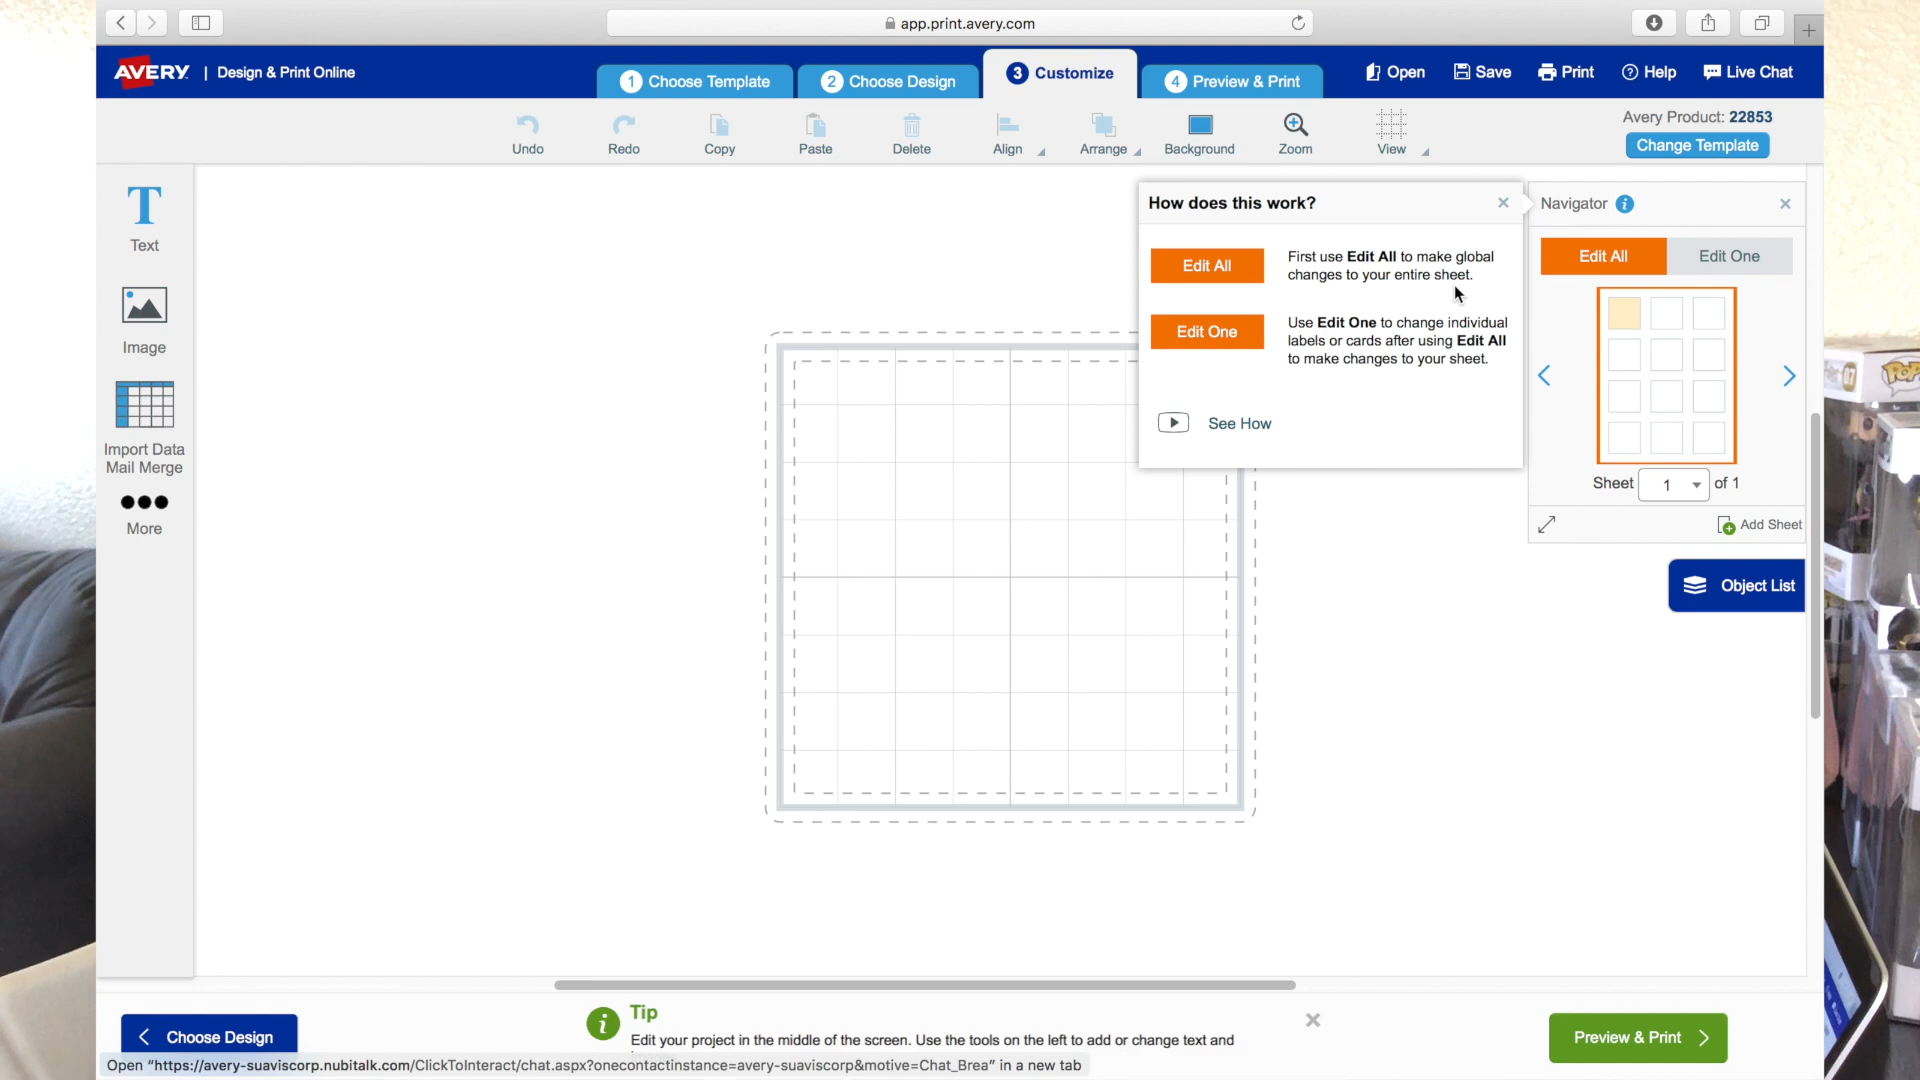 app.print.avery.com
AVERY | Design & Print Online
1 Choose Template
2 Choose Design
3 Customize
4 Preview & Print
Open
Save
Print
Help
Live Chat
Undo
Redo
Copy
Paste
Delete
Align
Arrange
Background
Zoom
View
Avery Product: 22853
Change Template
Text
Image
Import Data
Mail Merge
More
How does this work?
Edit All
First use Edit All to make global
changes to your entire sheet.
Edit One
Use Edit One to change individual
labels or cards after using Edit All
to make changes to your sheet.
See How
Navigator
Edit All
Edit One
Sheet 1 of 1
Add Sheet
Object List
Choose Design
Tip
Edit your project in the middle of the screen. Use the tools on the left to add or change text and
Preview & Print
Open “https://avery-suaviscorp.nubitalk.com/ClickToInteract/chat.aspx?onecontactinstance=avery-suaviscorp&motive=Chat_Brea” in a new tab
POP